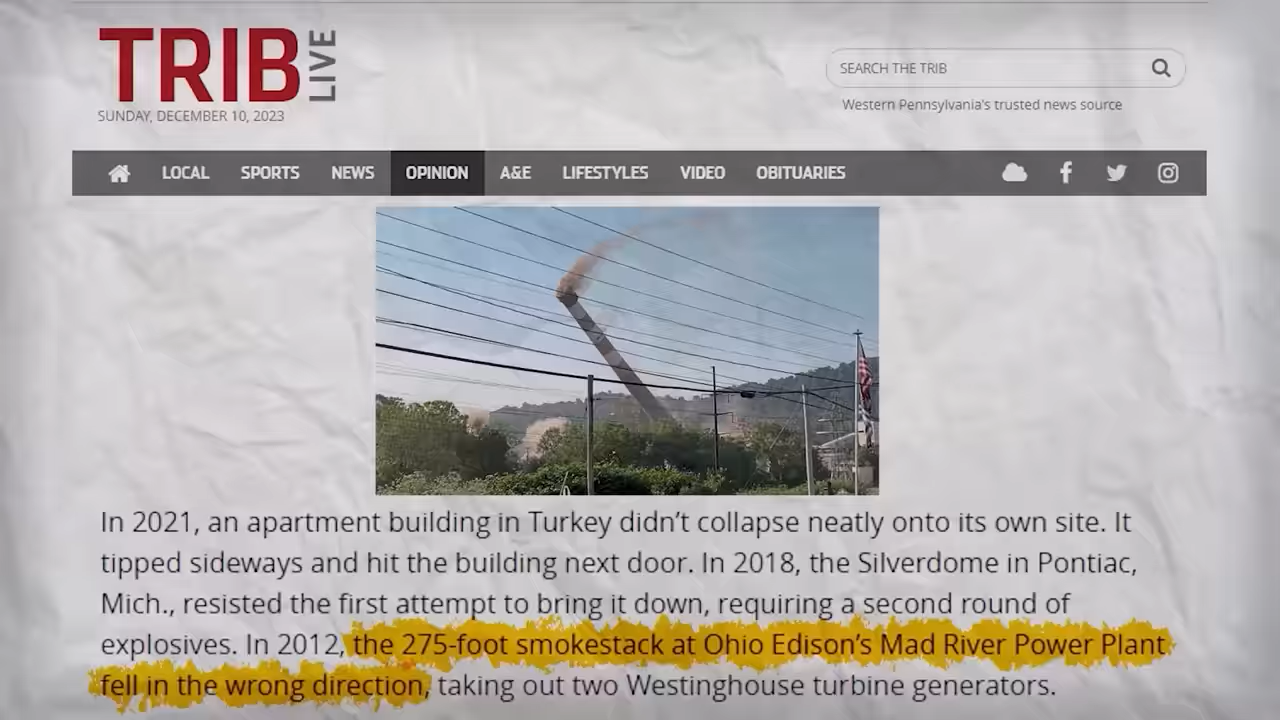 TRIB LIVE
SUNDAY, DECEMBER 10, 2023
SEARCH THE TRIB
Western Pennsylvania's trusted news source
LOCAL SPORTS NEWS OPINION A&E LIFESTYLES VIDEO OBITUARIES
In 2021, an apartment building in Turkey didn’t collapse neatly onto its own site. It
tipped sideways and hit the building next door. In 2018, the Silverdome in Pontiac,
Mich., resisted the first attempt to bring it down, requiring a second round of
explosives. In 2012, the 275-foot smokestack at Ohio Edison’s Mad River Power Plant
fell in the wrong direction, taking out two Westinghouse turbine generators.